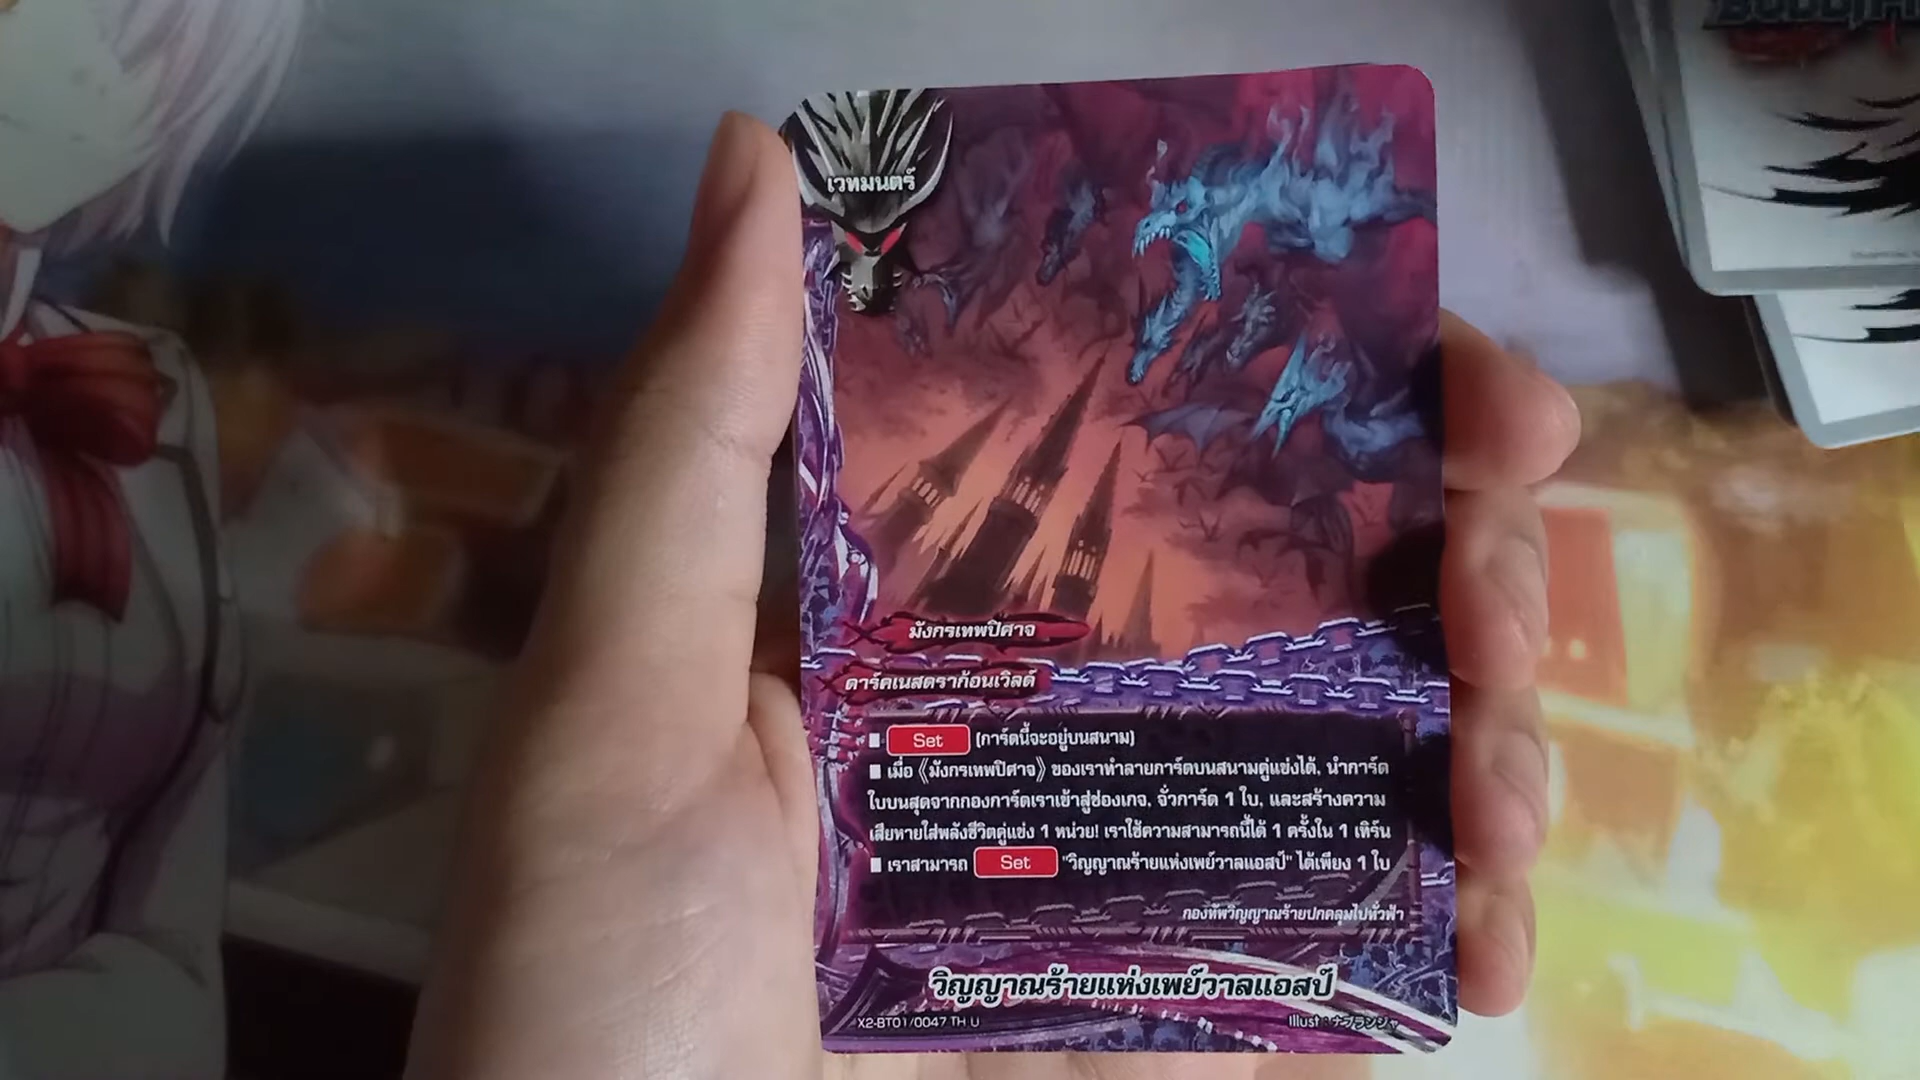 เวทมนตร์
มังกรเทพปิศาจ
ดาร์คเนสดราก้อนเวิลด์
■ Set (การ์ดนี้จะอยู่บนสนาม)
■ เมื่อ《มังกรเทพปิศาจ》ของเราทำลายการ์ดบนสนามคู่แข่งได้, นำการ์ด
ใบบนสุดจากกองการ์ดเราเข้าสู่ช่องเกจ, จั่วการ์ด 1 ใบ, และสร้างความ
เสียหายใส่พลังชีวิตคู่แข่ง 1 หน่วย! เราใช้ความสามารถนี้ได้ 1 ครั้งใน 1 เทิร์น
■ เราสามารถ Set "วิญญาณร้ายแห่งเพย์วาลแอสป์" ได้เพียง 1 ใบ
กองทัพวิญญาณร้ายปกคลุมไปทั่วฟ้า
วิญญาณร้ายแห่งเพย์วาลแอสป์
X2-BT01/0047 TH U
Illust : ナブランジャ